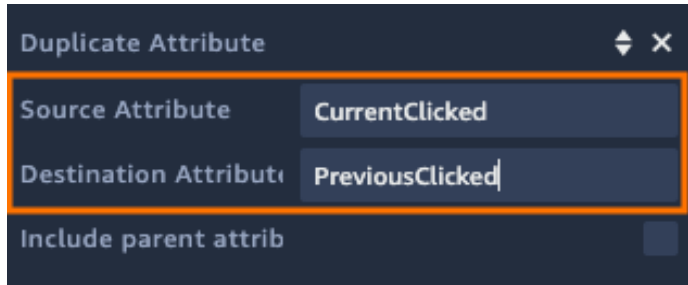 Duplicate Attribute
Source Attribute CurrentClicked
Destination Attribut PreviousClicked
Include parent attrib